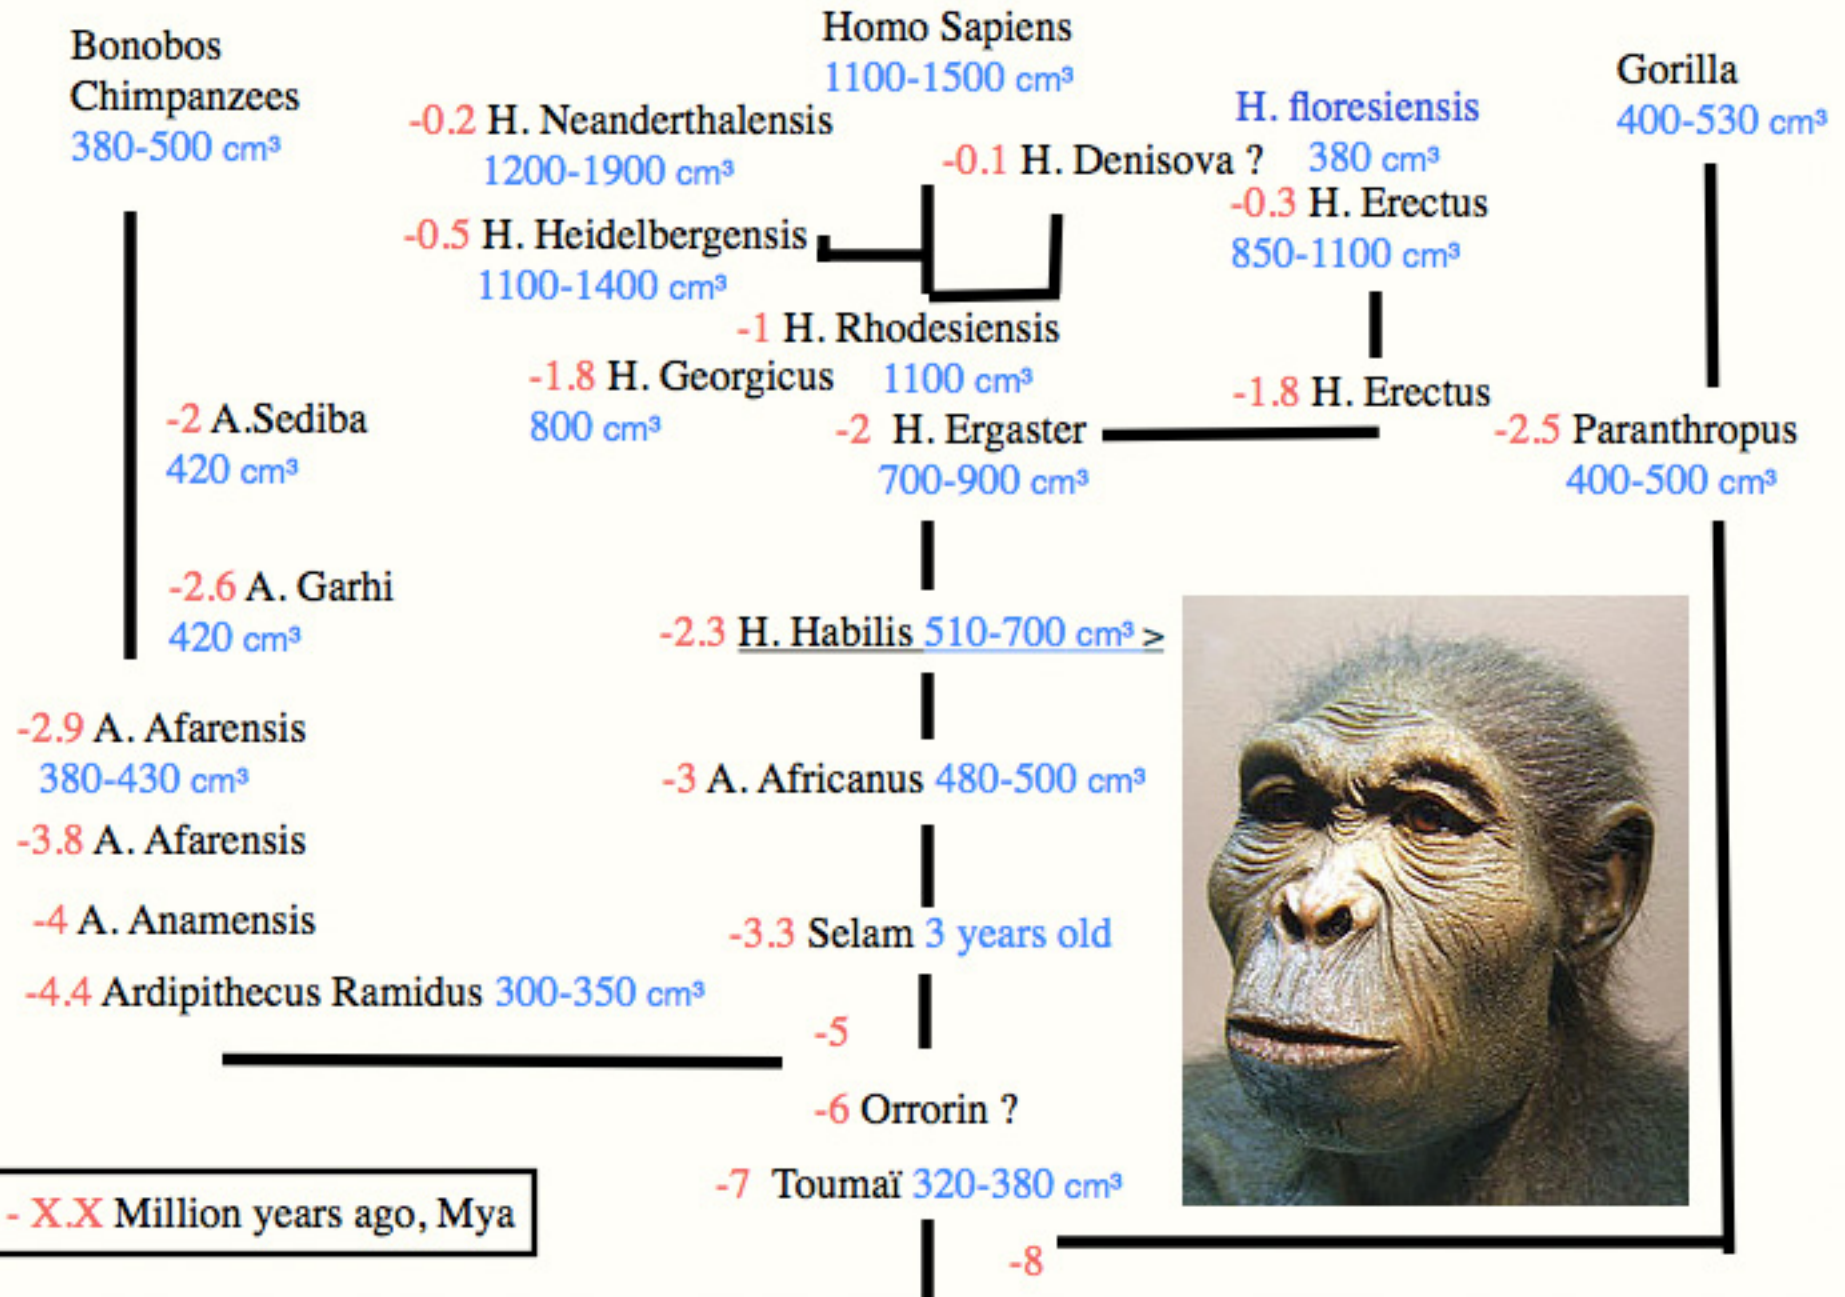 Homo Sapiens
1100-1500 cm³
Bonobos
Chimpanzees
380-500 cm³
Gorilla
400-530 cm³
-0.2 H. Neanderthalensis
1200-1900 cm³
H. floresiensis
380 cm³
-0.1 H. Denisova ?
-0.3 H. Erectus
850-1100 cm³
-0.5 H. Heidelbergensis
1100-1400 cm³
-1 H. Rhodesiensis
1100 cm³
-1.8 H. Georgicus
800 cm³
-1.8 H. Erectus
-2 A.Sediba
420 cm³
-2 H. Ergaster
700-900 cm³
-2.5 Paranthropus
400-500 cm³
-2.6 A. Garhi
420 cm³
-2.3 H. Habilis 510-700 cm³ >
-2.9 A. Afarensis
380-430 cm³
-3 A. Africanus 480-500 cm³
-3.8 A. Afarensis
-4 A. Anamensis
-3.3 Selam 3 years old
-4.4 Ardipithecus Ramidus 300-350 cm³
-5
-6 Orrorin ?
-7 Toumaï 320-380 cm³
- X.X Million years ago, Mya
-8